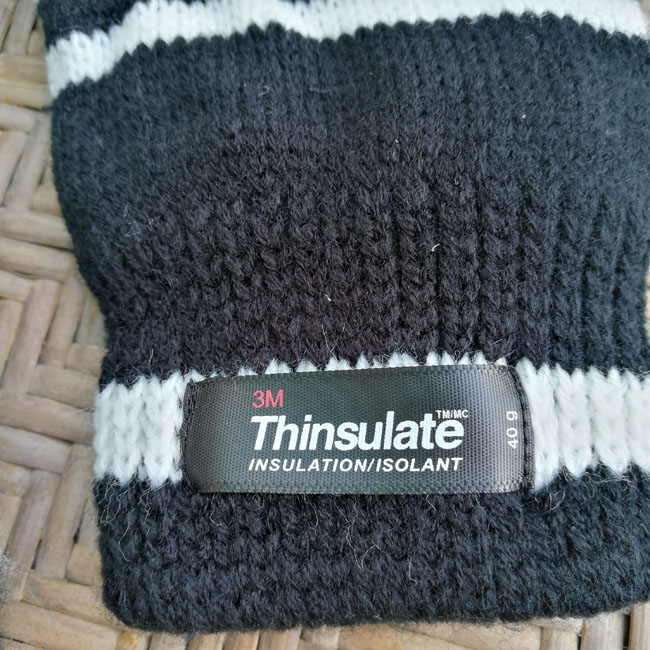 3M
Thinsulate TM/MC
INSULATION/ISOLANT
40 g